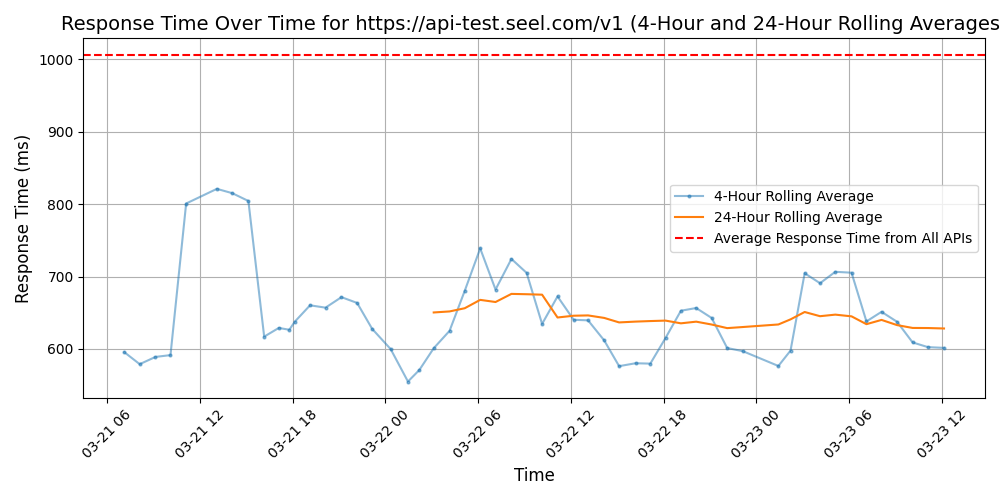 Response Time Over Time for https://api-test.seel.com/v1 (4-Hour and 24-Hour Rolling Averages
Response Time (ms)
1000
900
800
700
600
4-Hour Rolling Average
24-Hour Rolling Average
Average Response Time from All APIs
03-21 06
03-21 12
03-21 18
03-22 00
03-22 06
03-22 12
03-22 18
03-23 00
03-23 06
03-23 12
Time